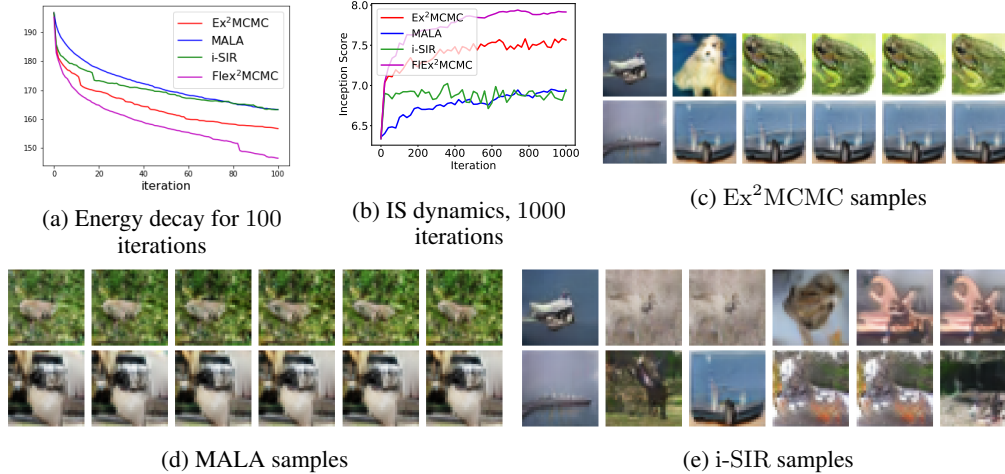 190
180
170
160
150
0
20
40
60
80
100
iteration
Ex²MCMC
MALA
i-SIR
Flex²MCMC
(a) Energy decay for 100
iterations
8.0
7.5
7.0
6.5
Inception Score
0
200
400
600
800
1000
Iteration
Ex²MCMC
MALA
i-SIR
FlEx²MCMC
(b) IS dynamics, 1000
iterations
(c) Ex²MCMC samples
(d) MALA samples
(e) i-SIR samples